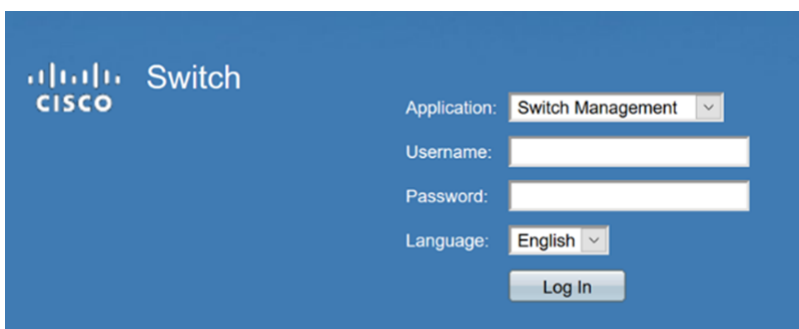 CISCO
Switch
Application: Switch Management
Username:
Password:
Language: English
Log In